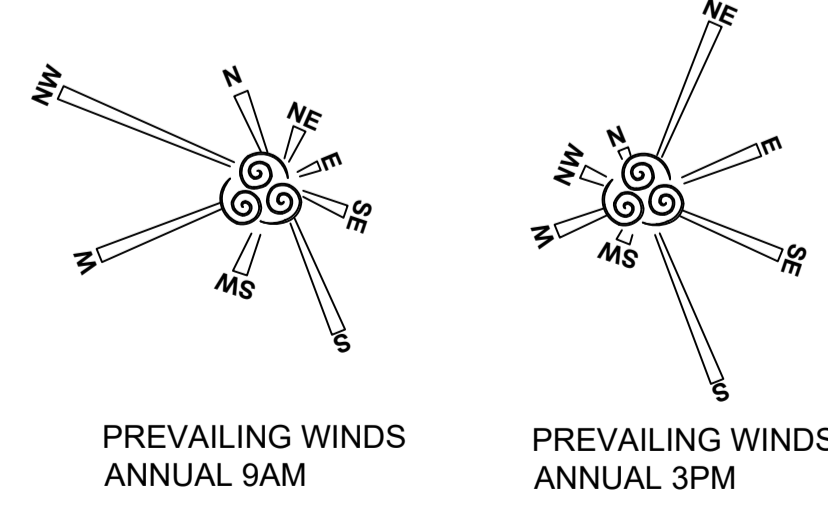 N
NE
E
SE
S
SW
W
NW
PREVAILING WINDS
ANNUAL 9AM
N
NE
E
SE
S
SW
W
NW
PREVAILING WINDS
ANNUAL 3PM